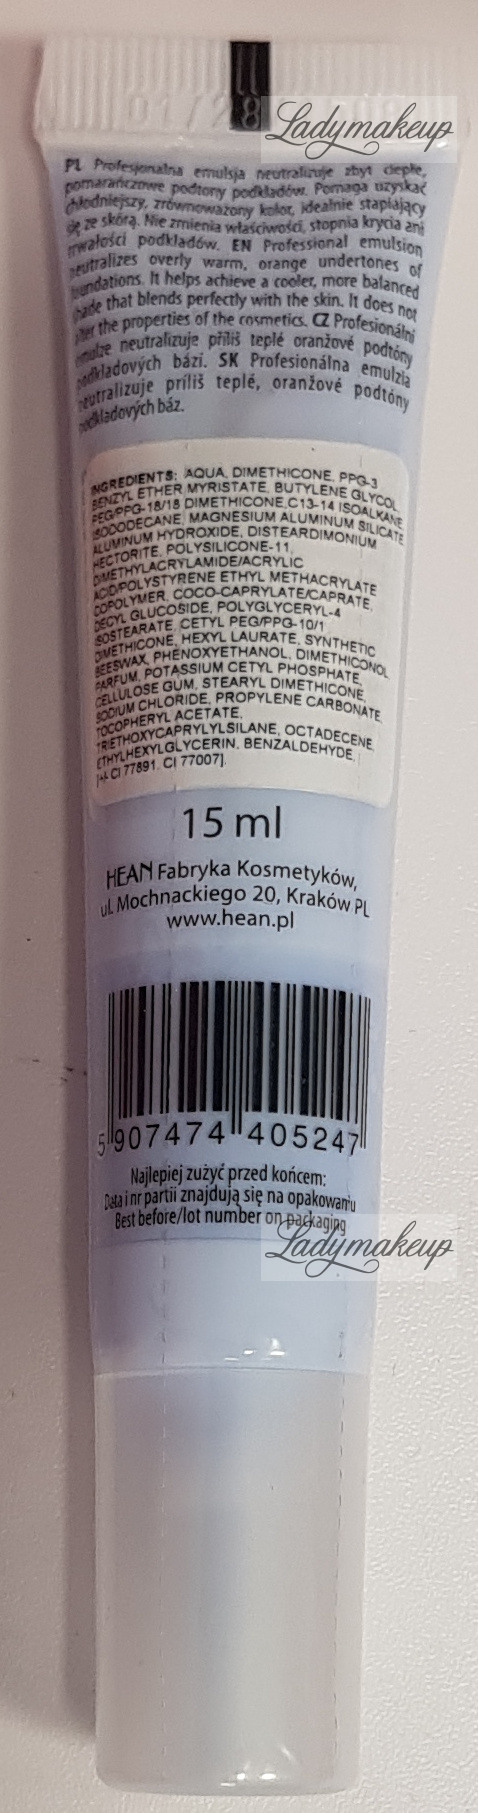 01/28
Ladymakeup
PL Profesjonalna emulsja neutralizuje zbyt ciepłe,
pomarańczowe podtony podkładów. Pomaga uzyskać
chłodniejszy, zrównoważony kolor, idealnie stapiający
się ze skórą. Nie zmienia właściwości, stopnia krycia ani
trwałości podkładów. EN Professional emulsion
neutralizes overly warm, orange undertones of
foundations. It helps achieve a cooler, more balanced
shade that blends perfectly with the skin. It does not
alter the properties of the cosmetics. CZ Profesionální
emulze neutralizuje příliš teplé oranžové podtóny
podkladových bází. SK Profesionálna emulzia
neutralizuje príliš teplé, oranžové podtóny
podkladových báz.
INGREDIENTS: AQUA, DIMETHICONE, PPG-3
BENZYL ETHER MYRISTATE, BUTYLENE GLYCOL,
PEG/PPG-18/18 DIMETHICONE,C13-14 ISOALKANE,
ISODODECANE, MAGNESIUM ALUMINUM SILICATE
ALUMINUM HYDROXIDE, DISTEARDIMONIUM
HECTORITE, POLYSILICONE-11,
DIMETHYLACRYLAMIDE/ACRYLIC
ACID/POLYSTYRENE ETHYL METHACRYLATE
COPOLYMER, COCO-CAPRYLATE/CAPRATE,
DECYL GLUCOSIDE, POLYGLYCERYL-4
ISOSTEARATE, CETYL PEG/PPG-10/1
DIMETHICONE, HEXYL LAURATE, SYNTHETIC
BEESWAX, PHENOXYETHANOL, DIMETHICONOL,
PARFUM, POTASSIUM CETYL PHOSPHATE,
CELLULOSE GUM, STEARYL DIMETHICONE,
SODIUM CHLORIDE, PROPYLENE CARBONATE,
TOCOPHERYL ACETATE,
TRIETHOXYCAPRYLYLSILANE, OCTADECENE,
ETHYLHEXYLGLYCERIN, BENZALDEHYDE,
[+/- CI 77891, CI 77007].
15 ml
HEAN Fabryka Kosmetyków,
ul. Mochnackiego 20, Kraków PL
www.hean.pl
5 907474 405247
Najlepiej zużyć przed końcem:
Data i nr partii znajdują się na opakowaniu
Best before/lot number on packaging
Ladymakeup